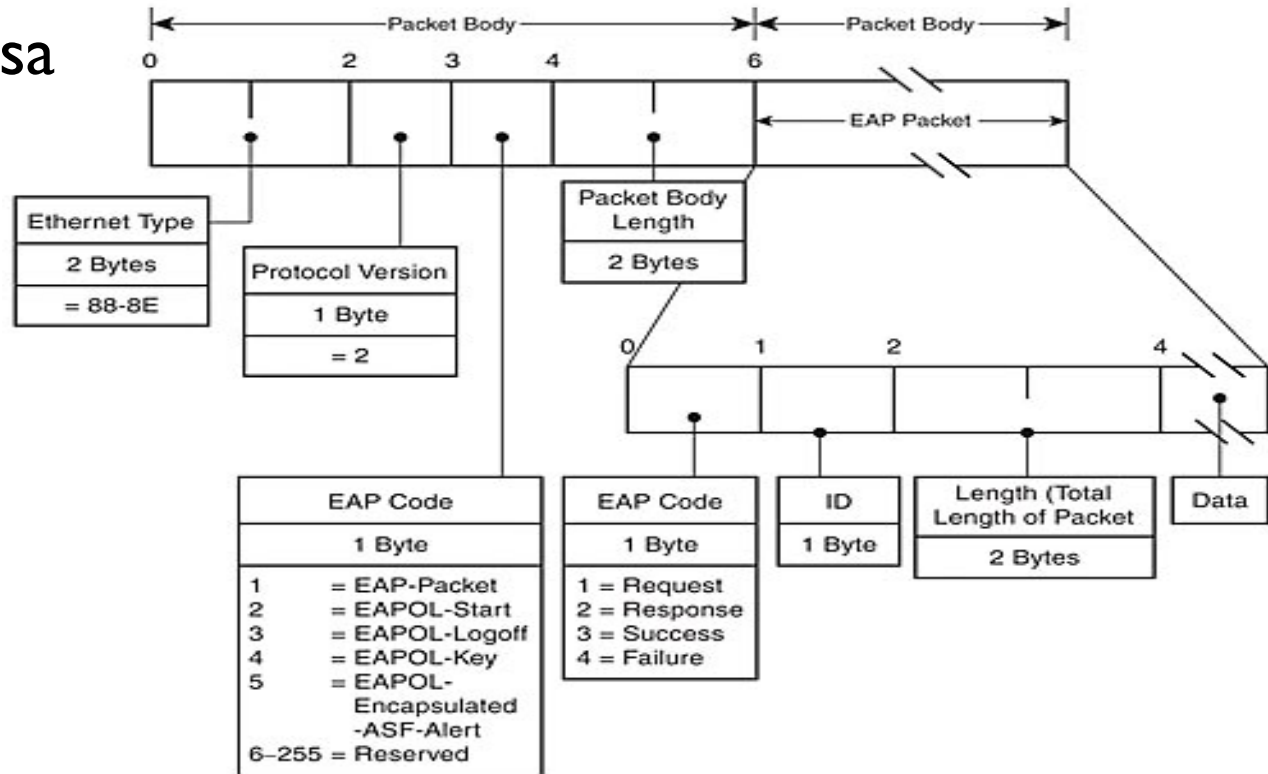 sa
Packet Body
Packet Body
0 2 3 4 6
EAP Packet
Ethernet Type
2 Bytes
= 88-8E
Protocol Version
1 Byte
= 2
Packet Body
Length
2 Bytes
0 1 2 4
EAP Code
1 Byte
1 = EAP-Packet
2 = EAPOL-Start
3 = EAPOL-Logoff
4 = EAPOL-Key
5 = EAPOL-
Encapsulated
-ASF-Alert
6–255 = Reserved
EAP Code
1 Byte
1 = Request
2 = Response
3 = Success
4 = Failure
ID
1 Byte
Length (Total
Length of Packet
2 Bytes
Data